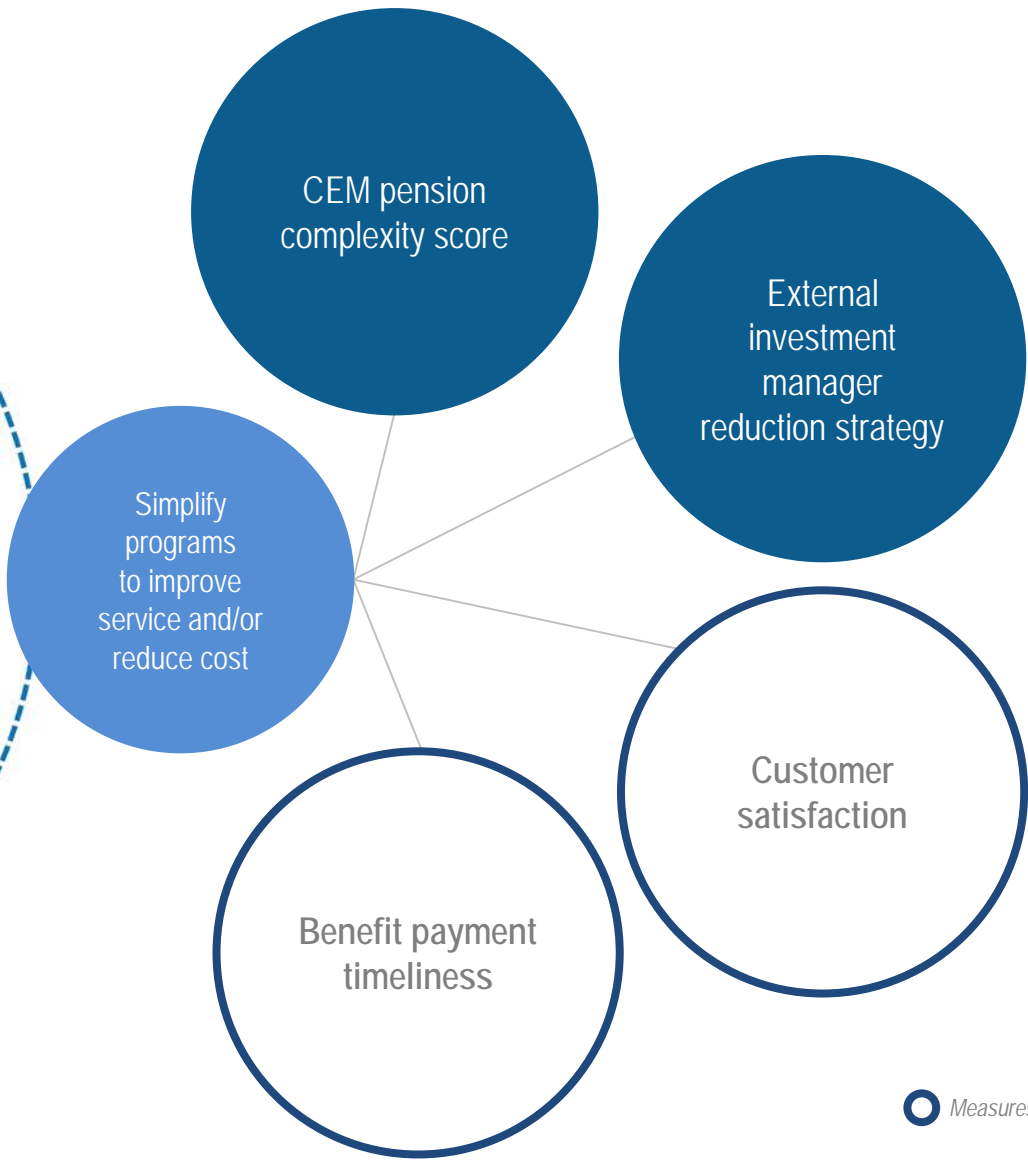 CEM pension
complexity score
External
investment
manager
reduction strategy
Simplify
programs
to improve
service and/or
reduce cost
Customer
satisfaction
Benefit payment
timeliness
Measures